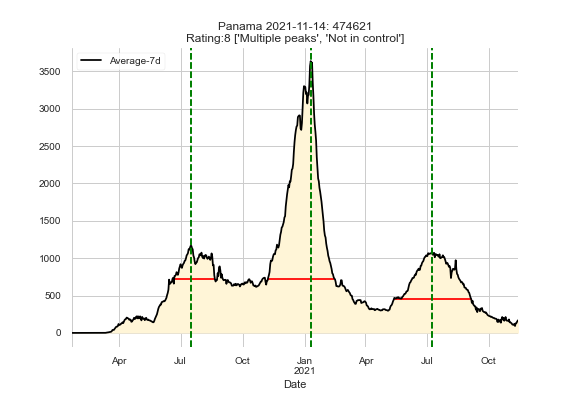 Panama 2021-11-14: 474621
Rating:8 ['Multiple peaks', 'Not in control']
Average-7d
3500
3000
2500
2000
1500
1000
500
0
Apr Jul Oct Jan Apr Jul Oct
2021
Date